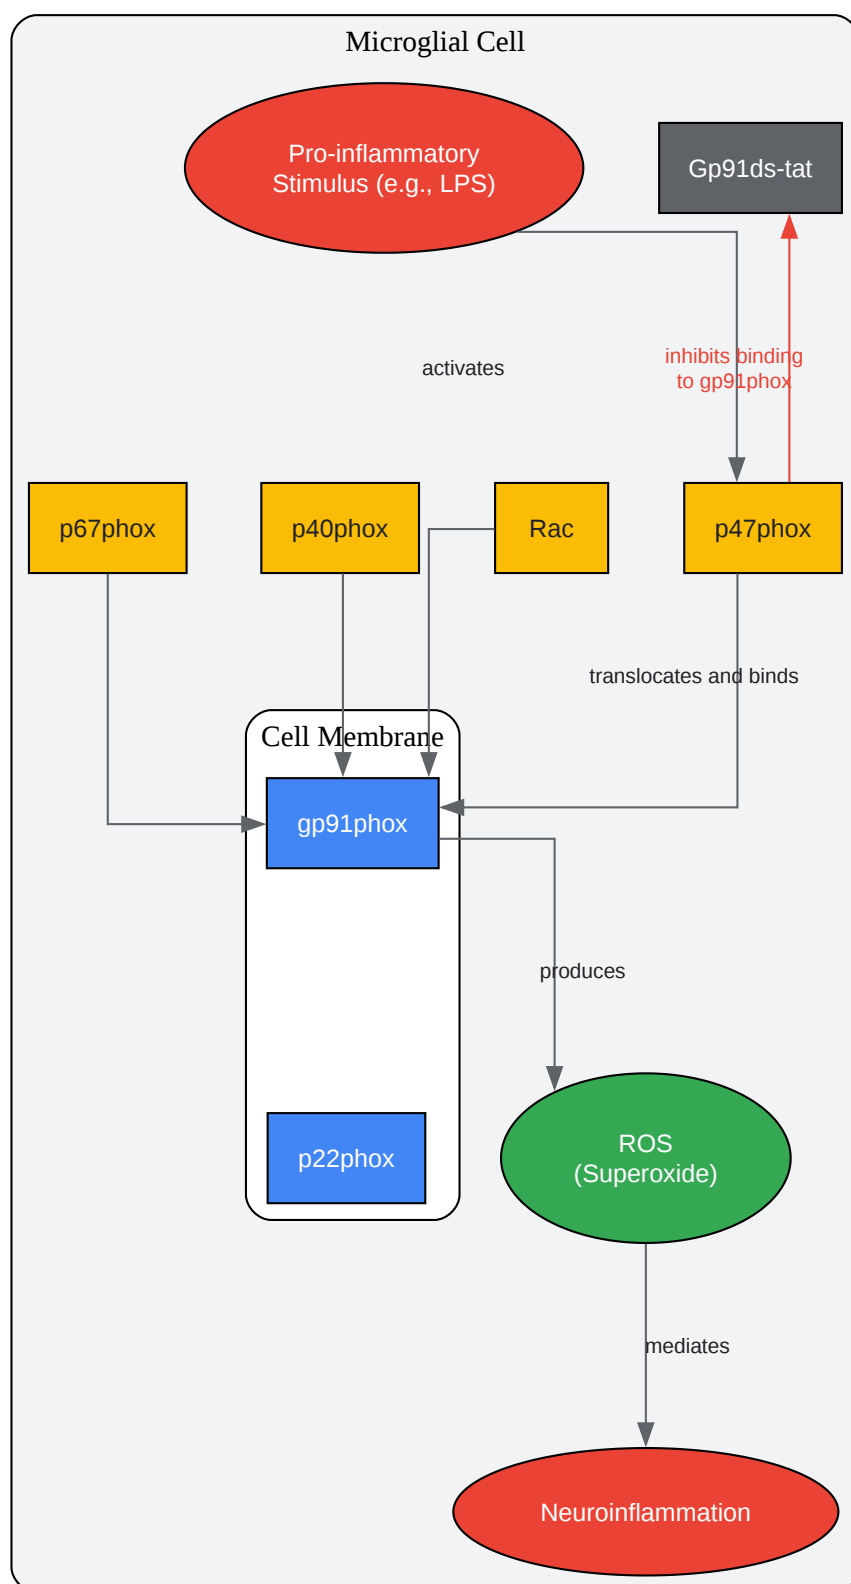 Microglial Cell
Pro-inflammatory
Stimulus (e.g., LPS)
Gp91ds-tat
activates
inhibits binding
to gp91phox
p67phox
p40phox
Rac
p47phox
translocates and binds
Cell Membrane
gp91phox
produces
p22phox
ROS
(Superoxide)
mediates
Neuroinflammation